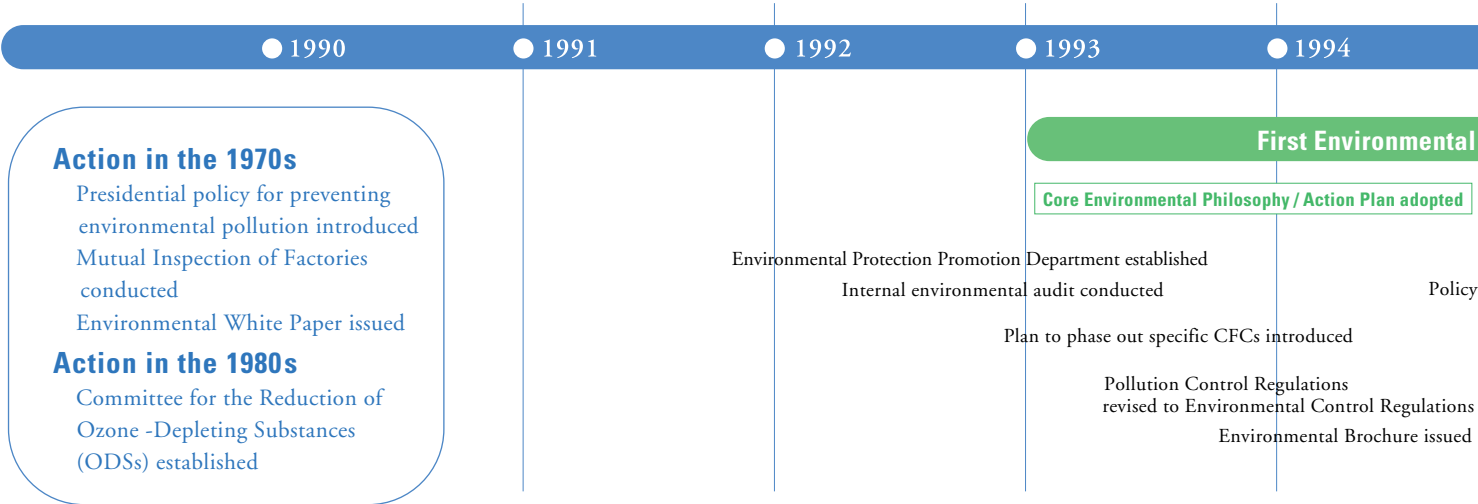 1990 1991 1992 1993 1994
First Environmental
Core Environmental Philosophy / Action Plan adopted
Action in the 1970s
Presidential policy for preventing
environmental pollution introduced
Mutual Inspection of Factories
conducted
Environmental White Paper issued
Action in the 1980s
Committee for the Reduction of
Ozone -Depleting Substances
(ODSs) established
Environmental Protection Promotion Department established
Internal environmental audit conducted
Policy
Plan to phase out specific CFCs introduced
Pollution Control Regulations
revised to Environmental Control Regulations
Environmental Brochure issued